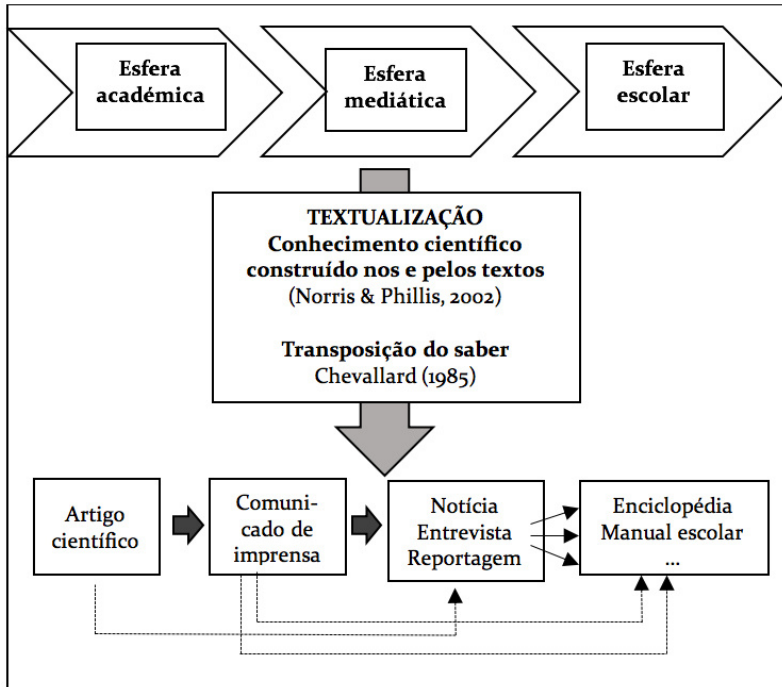 Esfera
académica
Esfera
mediática
Esfera
escolar
TEXTUALIZAÇÃO
Conhecimento científico
construído nos e pelos textos
(Norris & Phillis, 2002)
Transposição do saber
Chevallard (1985)
Artigo
científico
Comuni-
cado de
imprensa
Notícia
Entrevista
Reportagem
Enciclopédia
Manual escolar
...